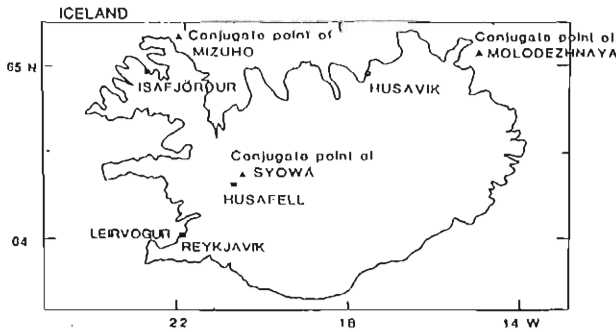 ICELAND
Conjugate point of
MIZUHO
Conjugate point of
MOLODEZHNAYA
65 N
ISAFJÖRDUR
HUSAVIK
Conjugate point of
SYOWA
HUSAFELL
LEIRVOGUR
64
REYKJAVIK
22
18
14 W